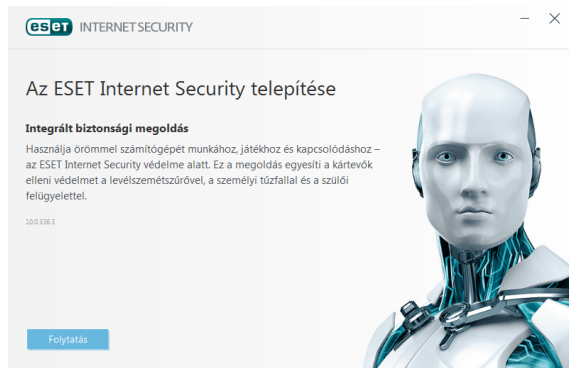 eset INTERNET SECURITY
Az ESET Internet Security telepítése
Integrált biztonsági megoldás
Használja örömmel számítógépét munkához, játékhoz és kapcsolódáshoz –
az ESET Internet Security védelme alatt. Ez a megoldás egyesíti a kártevők
elleni védelmet a levélszemétszűrővel, a személyi tűzfallal és a szülői
felügyelettel.
10.0.336.3
Folytatás